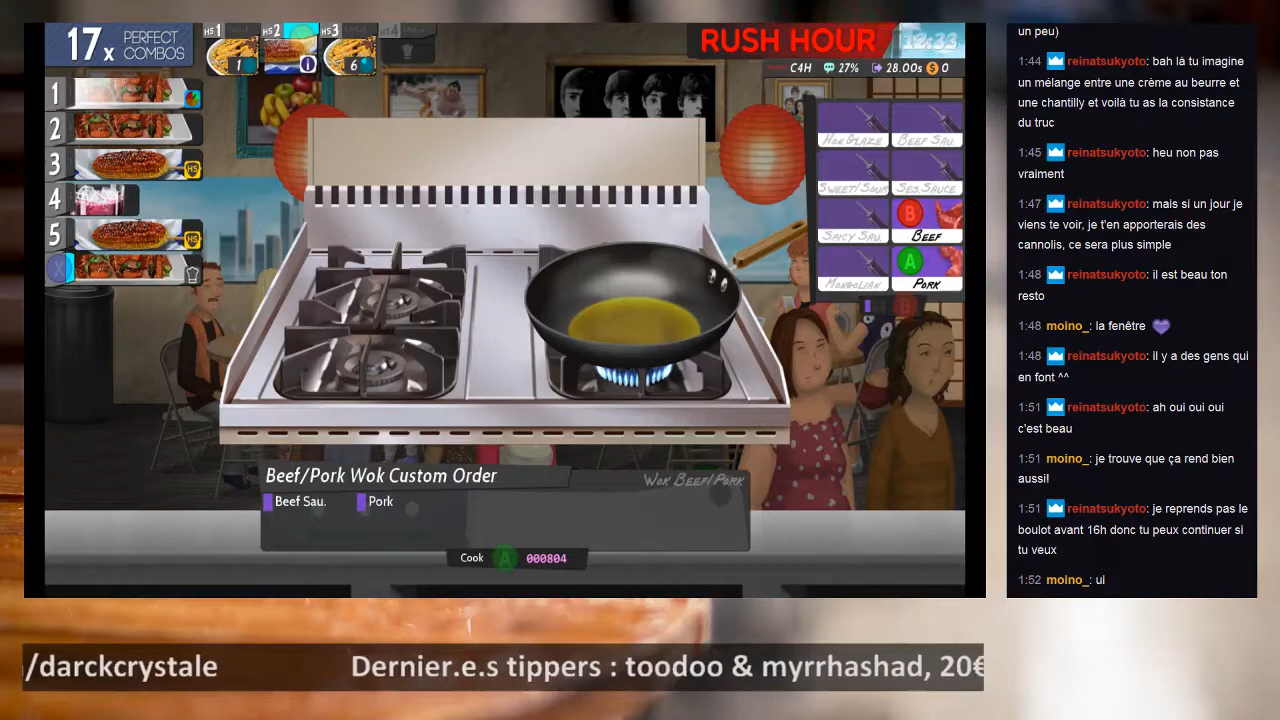 17x PERFECT COMBOS
HS1
HS2
HS3
HS4
1
6
RUSH HOUR
12:33
C4H 27% 28.00s 0
1
2
3 HS
4
5 HS
X
HON.GLAZE BEEF SAU.
SWEET/SOUR SES.SAUCE
SPICY SAU. B BEEF
MONGOLIAN A PORK
Beef/Pork Wok Custom Order
WOK BEEF/PORK
Beef Sau. Pork
Cook A 000804
un peu)
1:44 reinatsukyoto: bah là tu imagine
un mélange entre une crème au beurre et
une chantilly et voilà tu as la consistance
du truc
1:45 reinatsukyoto: heu non pas
vraiment
1:47 reinatsukyoto: mais si un jour je
viens te voir, je t'en apporterais des
cannolis, ce sera plus simple
1:48 reinatsukyoto: il est beau ton
resto
1:48 moino_: la fenêtre
1:48 reinatsukyoto: il y a des gens qui
en font ^^
1:51 reinatsukyoto: ah oui oui oui
c'est beau
1:51 moino_: je trouve que ça rend bien
aussi!
1:51 reinatsukyoto: je reprends pas le
boulot avant 16h donc tu peux continuer si
tu veux
1:52 moino_: ui
/darckcrystale Dernier.e.s tippers : toodoo & myrrhashad, 20€